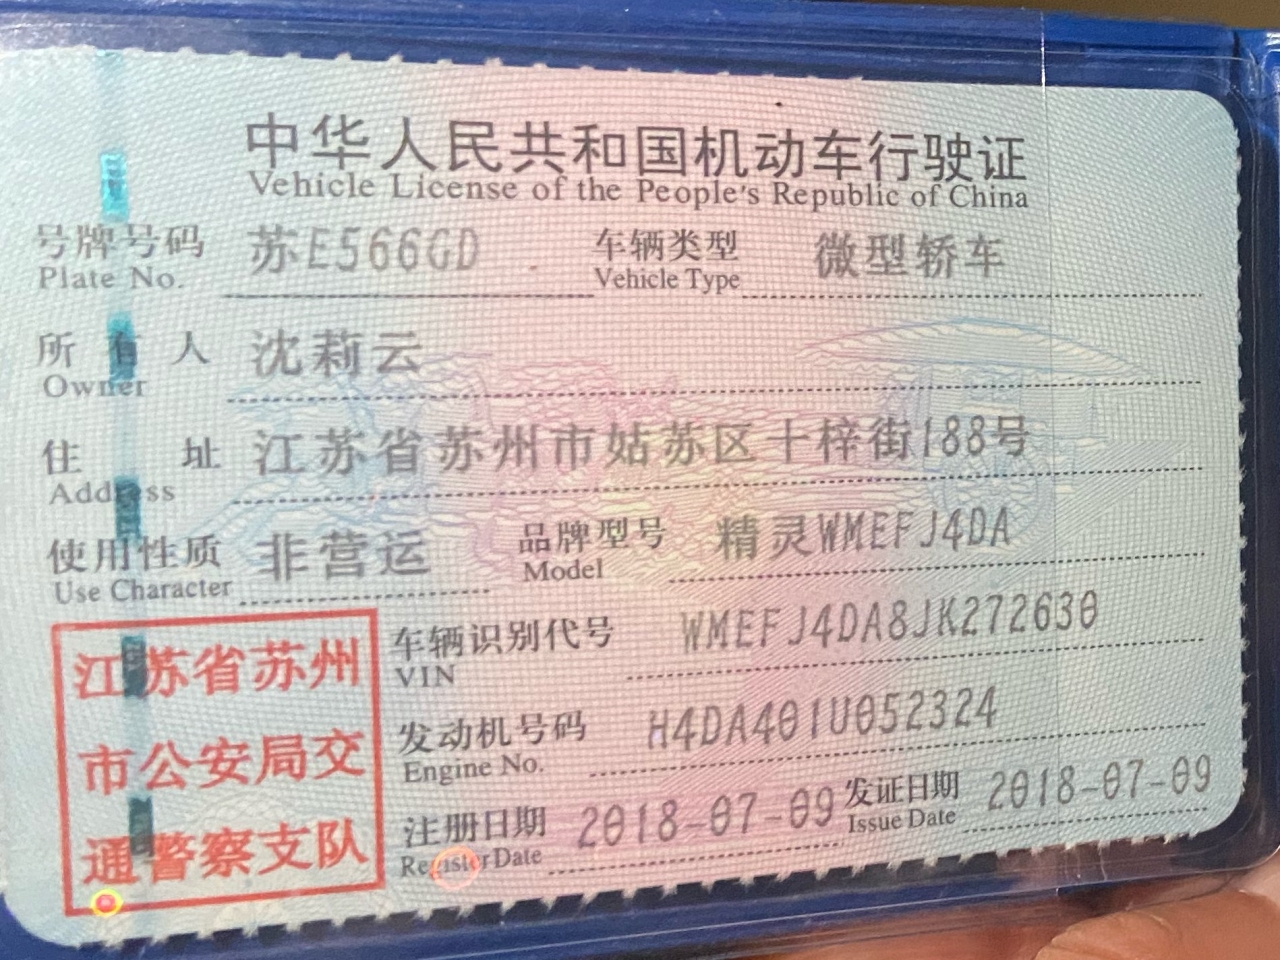 中华人民共和国机动车行驶证
Vehicle License of the People's Republic of China
号牌号码 苏E566GD 车辆类型 微型轿车
Plate No. Vehicle Type
所有人 沈莉云
Owner
住址 江苏省苏州市姑苏区十梓街188号
Address
使用性质 非营运 品牌型号 精灵WMEFJ4DA
Use Character Model
江苏省苏州
市公安局交
通警察支队
车辆识别代号 WMEFJ4DA8JK272630
VIN
发动机号码 H4DA401U052324
Engine No.
注册日期 2018-07-09 发证日期 2018-07-09
Register Date Issue Date